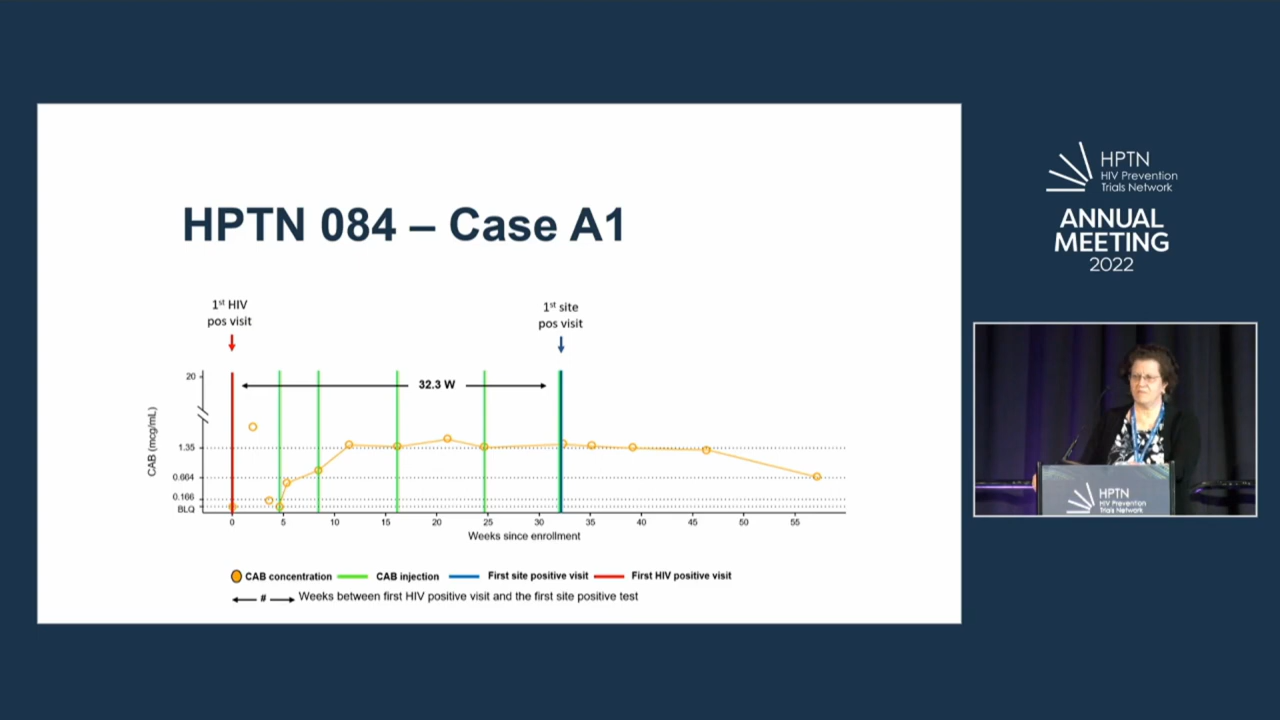 HPTN 084 – Case A1
1st HIV
pos visit
1st site
pos visit
20
32.3 W
CAB (mcg/mL)
1.35
0.664
0.166
BLQ
0
5
10
15
20
25
30
35
40
45
50
55
Weeks since enrollment
CAB concentration
CAB injection
First site positive visit
First HIV positive visit
# Weeks between first HIV positive visit and the first site positive test
HPTN
HIV Prevention
Trials Network
ANNUAL
MEETING
2022
HPTN
HIV Prevention
Trials Network